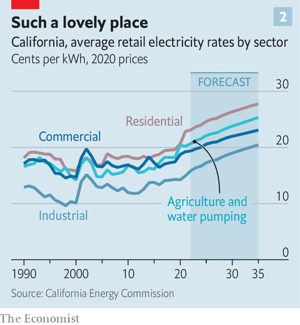 Such a lovely place
2
California, average retail electricity rates by sector
Cents per kWh, 2020 prices
FORECAST
30
Residential
Commercial
20
Agriculture and
water pumping
10
Industrial
0
1990 2000 10 20 30 35
Source: California Energy Commission
The Economist